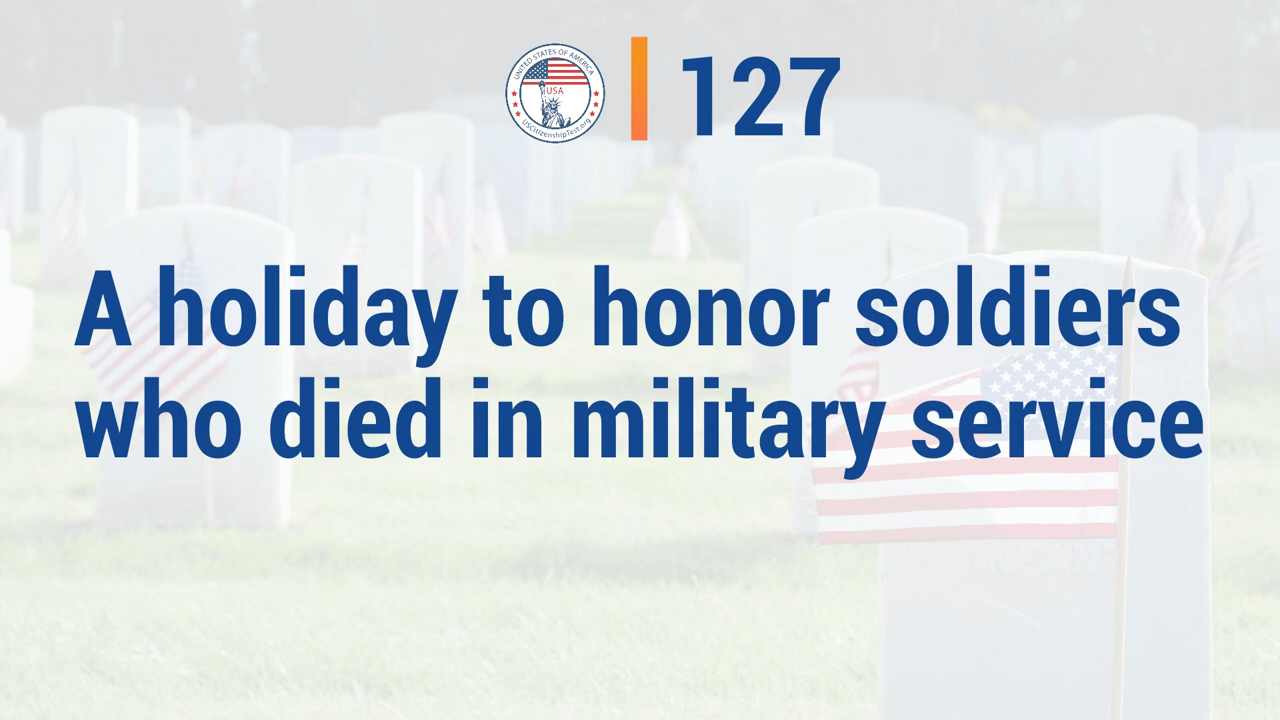 UNITED STATES OF AMERICA
USA
USCitizenshipTest.org
127
A holiday to honor soldiers
who died in military service